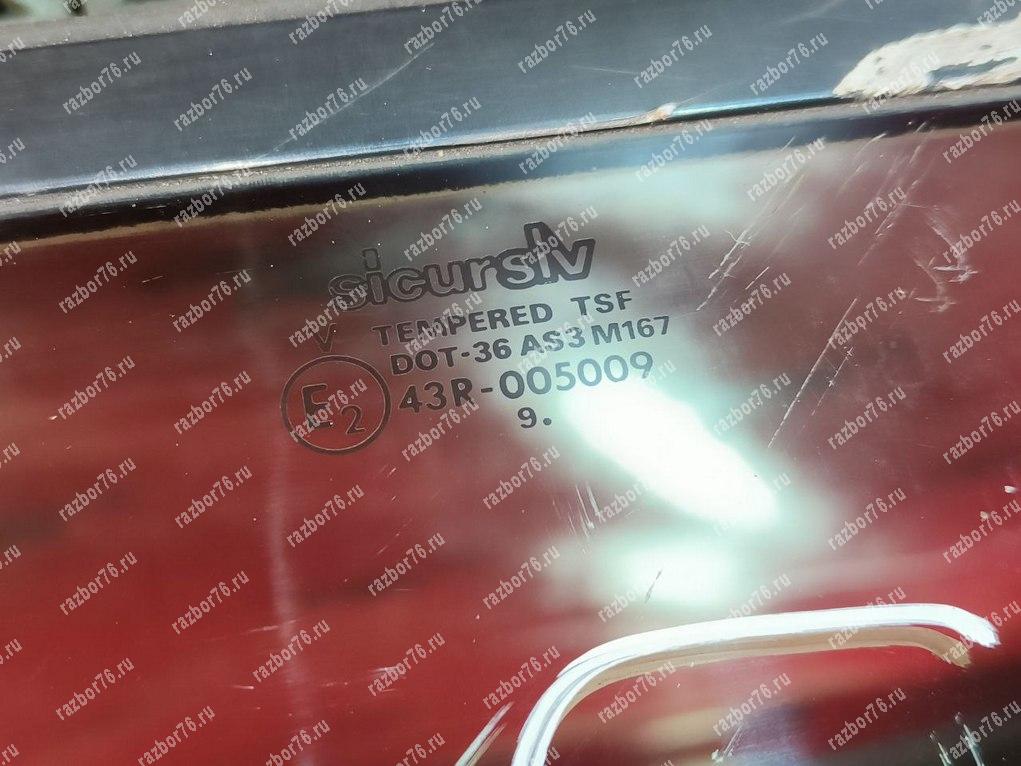 sicursiv
TEMPERED TSF
V
DOT-36 AS3 M167
E2
43R-005009
9.
razbor76.ru